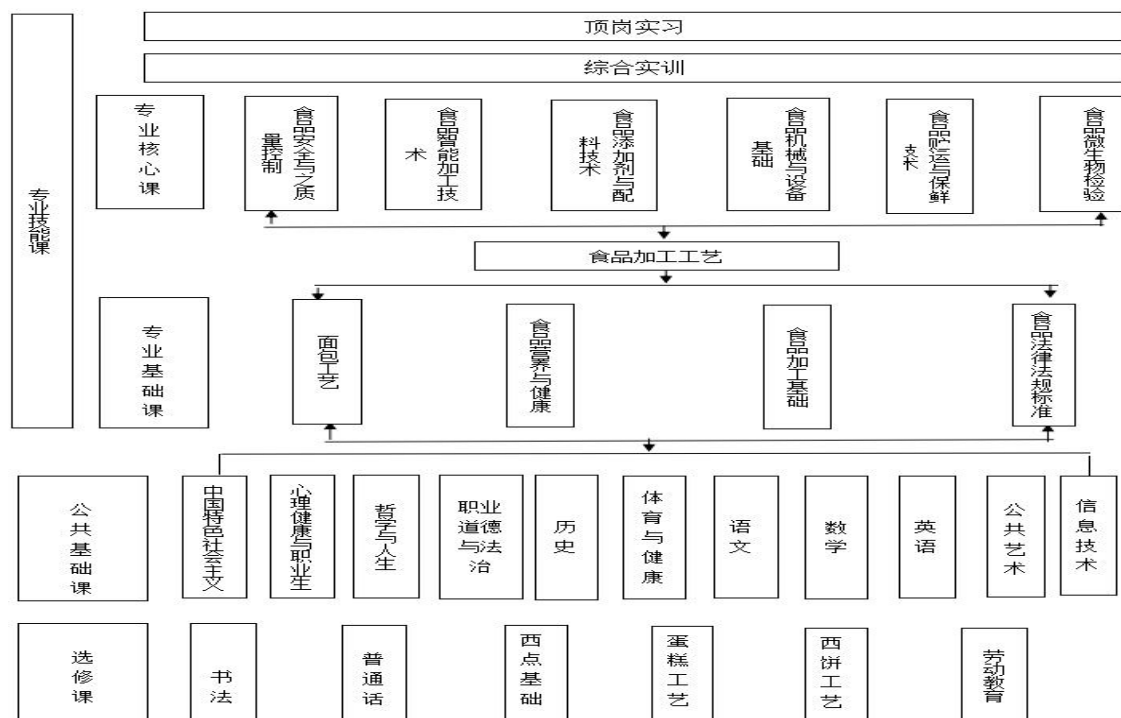 顶岗实习
综合实训
专业技能课
专业核心课
食品安全与之质
量控制
食品智能加工技
术
食品添加剂与配
料技术
食品机械与设备
基础
食品贮运与保鲜
食品微生物检验
食品加工工艺
专业基础课
面包工艺
食品营养与健康
食品加工基础
食品法律法规标准
公共基础课
中国特色社会主义
心理健康与职业生
哲学与人生
职业
道德
与法
治
历史
体育与健康
语文
数学
英语
公共艺术
信息技术
选修课
书法
普通话
西点基础
蛋糕工艺
西饼工艺
劳动教育